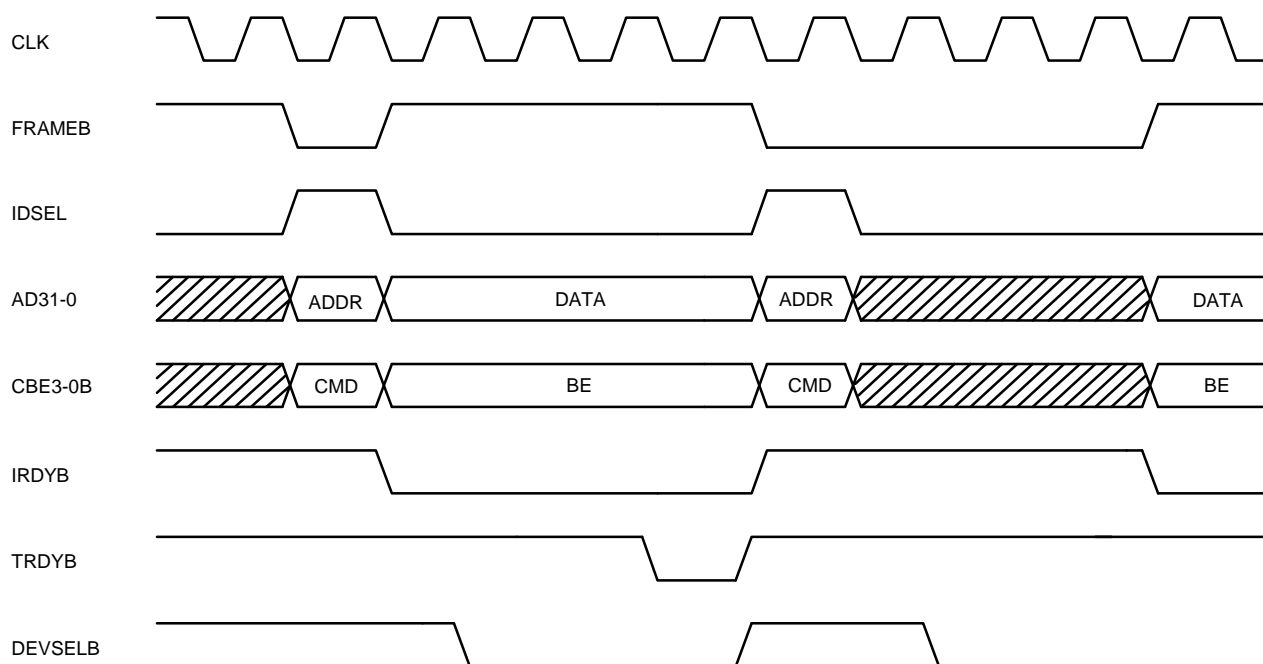 CLK
FRAMEB
IDSEL
AD31-0 ADDR DATA ADDR DATA
CBE3-0B CMD BE CMD BE
IRDYB
TRDYB
DEVSELB